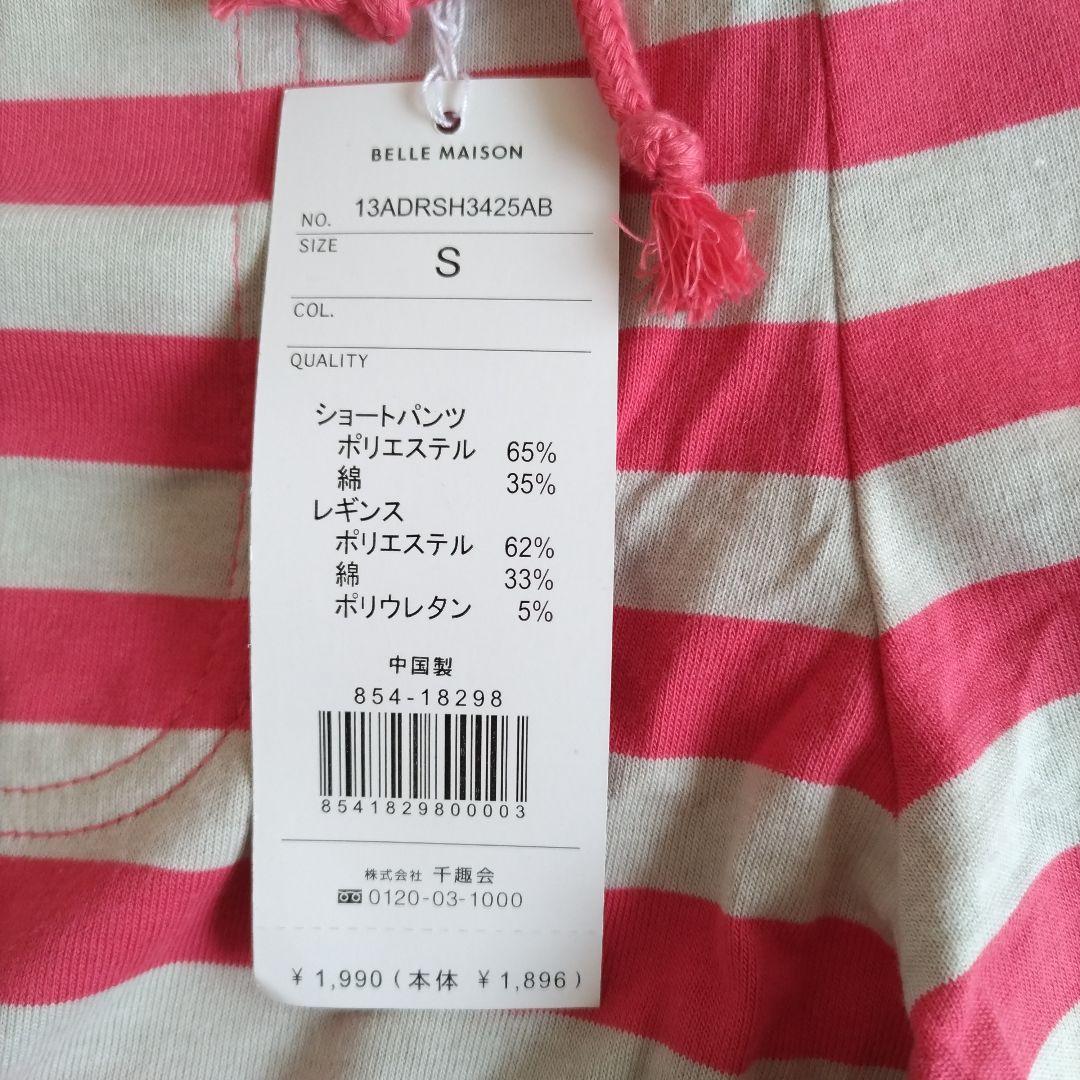 BELLE MAISON
NO. 13ADRSH3425AB
SIZE S
COL.
QUALITY
ショートパンツ
ポリエステル 65%
綿 35%
レギンス
ポリエステル 62%
綿 33%
ポリウレタン 5%
中国製
854-18298
8541829800003
株式会社 千趣会
0120-03-1000
¥ 1,990 (本体 ¥ 1,896)